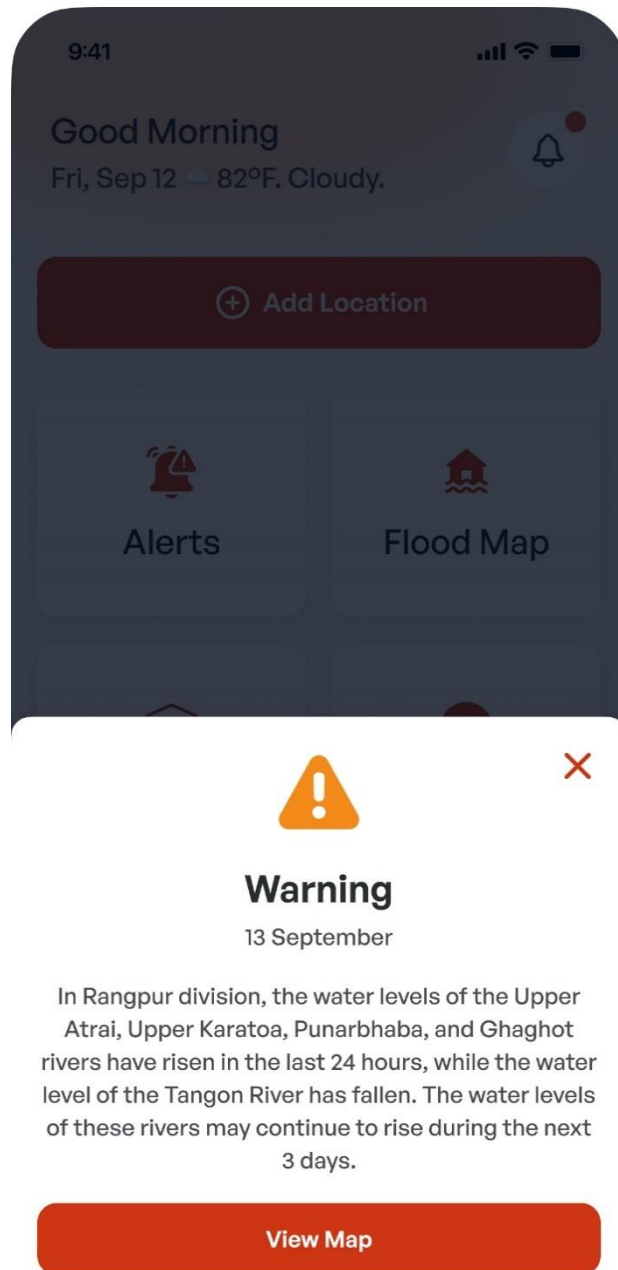 9:41
Good Morning
Fri, Sep 12 ☁️ 82°F. Cloudy.
Add Location
Alerts
Flood Map
Warning
13 September
In Rangpur division, the water levels of the Upper
Atrai, Upper Karatoa, Punarbhaba, and Ghaghot
rivers have risen in the last 24 hours, while the water
level of the Tangon River has fallen. The water levels
of these rivers may continue to rise during the next
3 days.
View Map